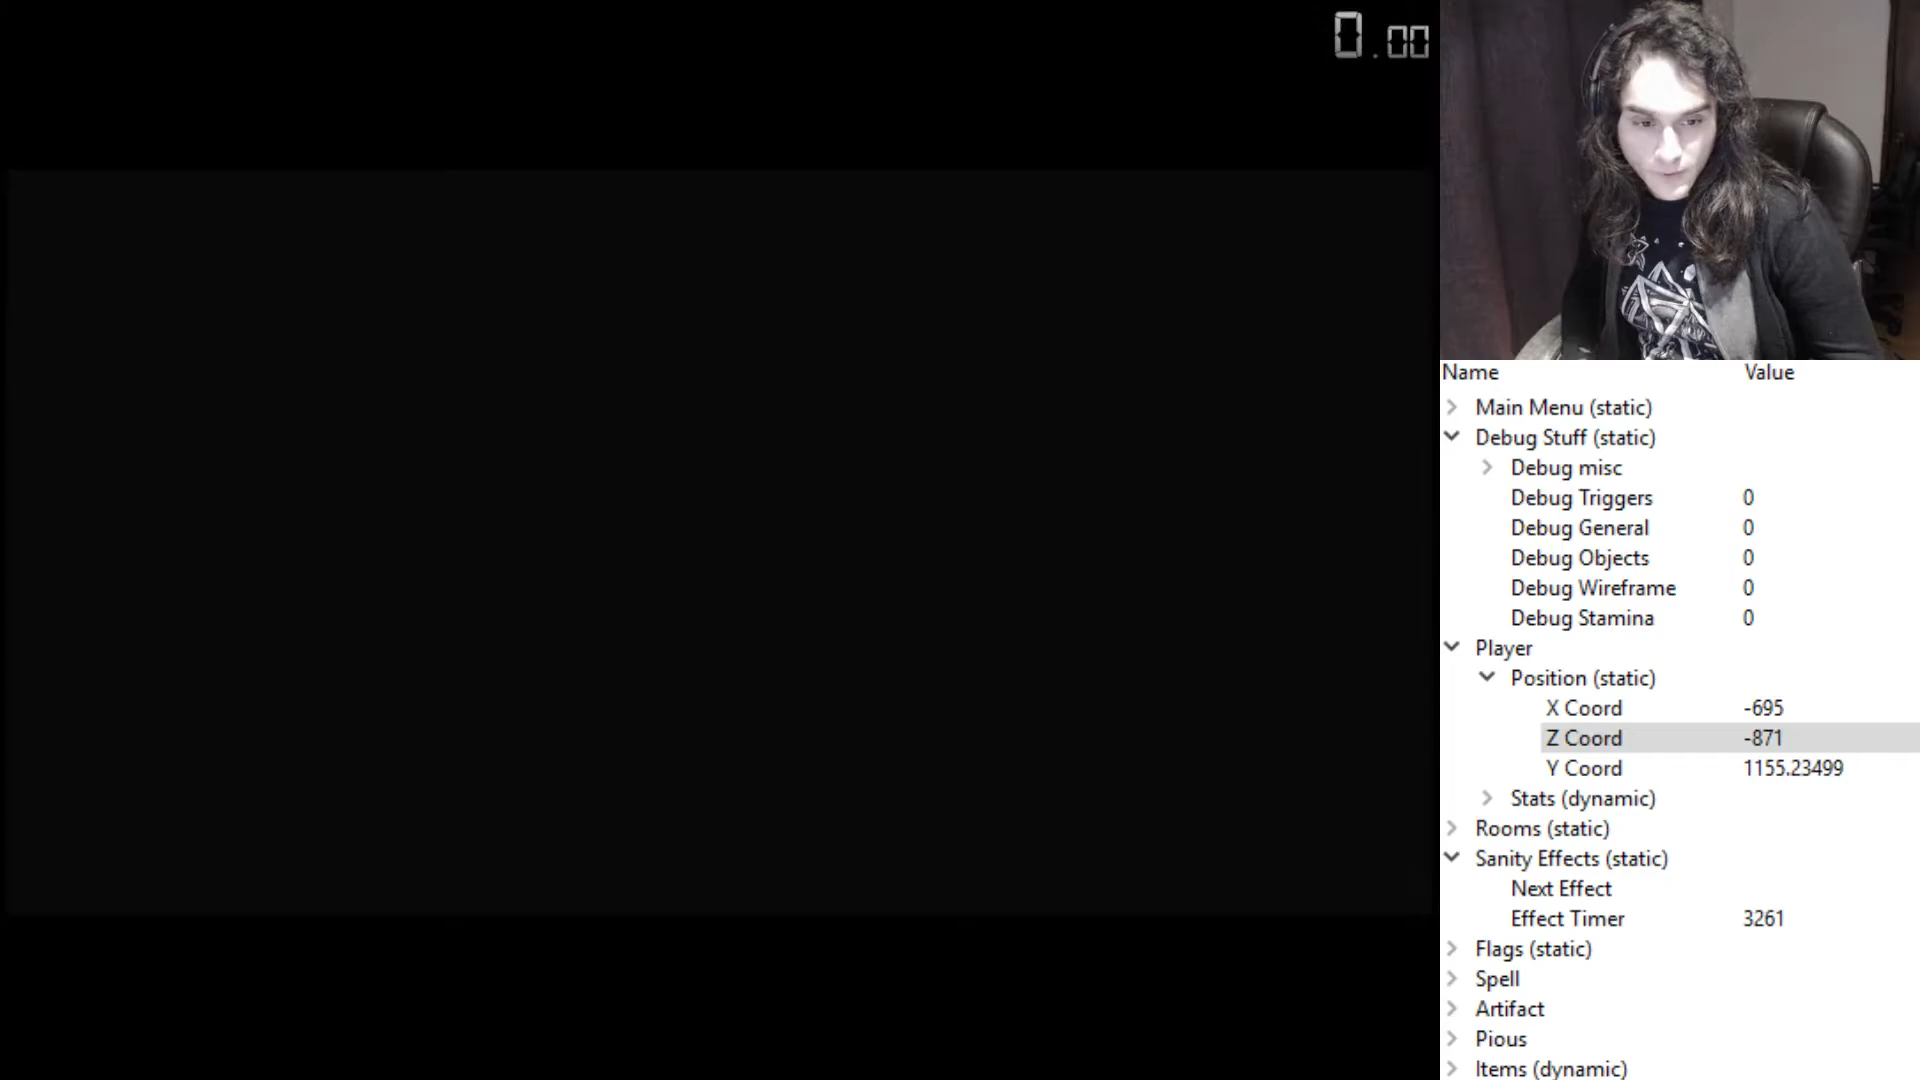 0.00
Name Value
Main Menu (static)
Debug Stuff (static)
Debug misc
Debug Triggers 0
Debug General 0
Debug Objects 0
Debug Wireframe 0
Debug Stamina 0
Player
Position (static)
X Coord -695
Z Coord -871
Y Coord 1155.23499
Stats (dynamic)
Rooms (static)
Sanity Effects (static)
Next Effect
Effect Timer 3261
Flags (static)
Spell
Artifact
Pious
Items (dynamic)